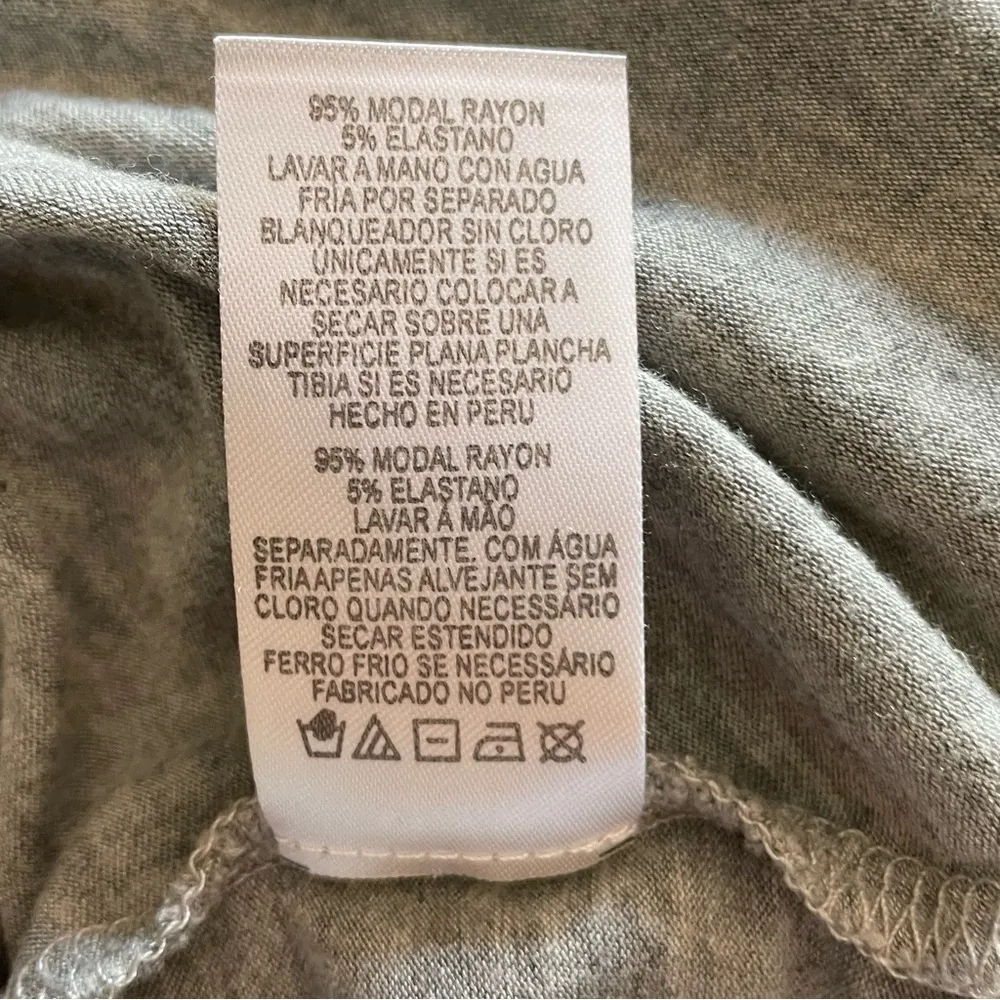 95% MODAL RAYON
5% ELASTANO
LAVAR A MANO CON AGUA
FRÍA POR SEPARADO
BLANQUEADOR SIN CLORO
UNICAMENTE SI ES
NECESARIO COLOCAR A
SECAR SOBRE UNA
SUPERFICIE PLANA PLANCHA
TIBIA SI ES NECESARIO
HECHO EN PERU
95% MODAL RAYON
5% ELASTANO
LAVAR À MÃO
SEPARADAMENTE. COM ÁGUA
FRIA APENAS ALVEJANTE SEM
CLORO QUANDO NECESSÁRIO
SECAR ESTENDIDO
FERRO FRIO SE NECESSÁRIO
FABRICADO NO PERU